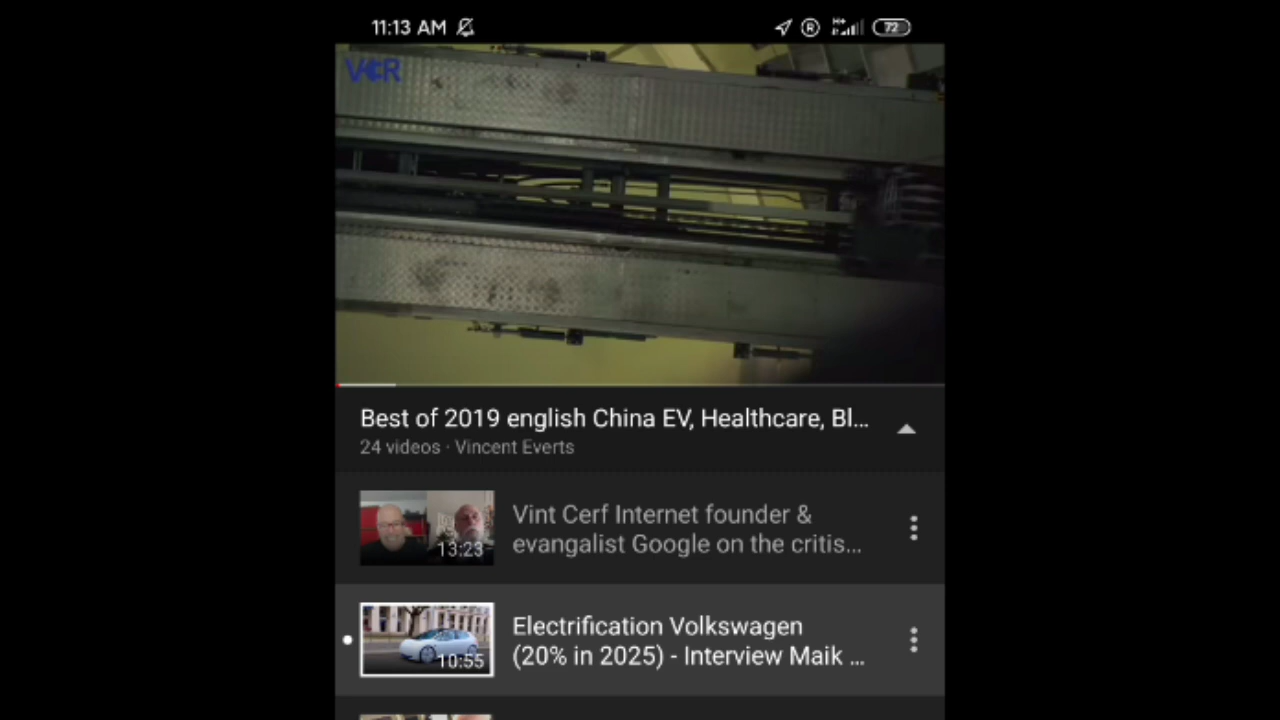 11:13 AM
R
H+
72
VCR
Best of 2019 english China EV, Healthcare, Bl...
24 videos · Vincent Everts
Vint Cerf Internet founder &
evangalist Google on the critis...
13:23
Electrification Volkswagen
(20% in 2025) - Interview Maik ...
10:55